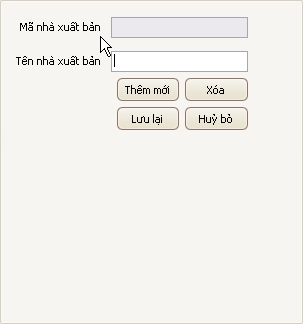 Mã nhà xuất bản
Tên nhà xuất bản
Thêm mới Xóa
Lưu lại Huỷ bỏ